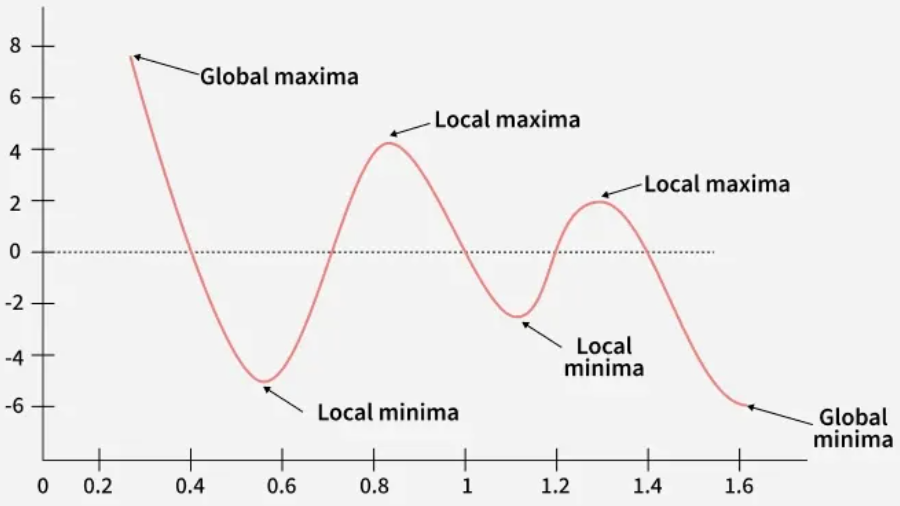 8
Global maxima
6
Local maxima
4
Local maxima
2
0
-2
Local
minima
-4
Local minima
-6
Global
minima
0 0.2 0.4 0.6 0.8 1 1.2 1.4 1.6